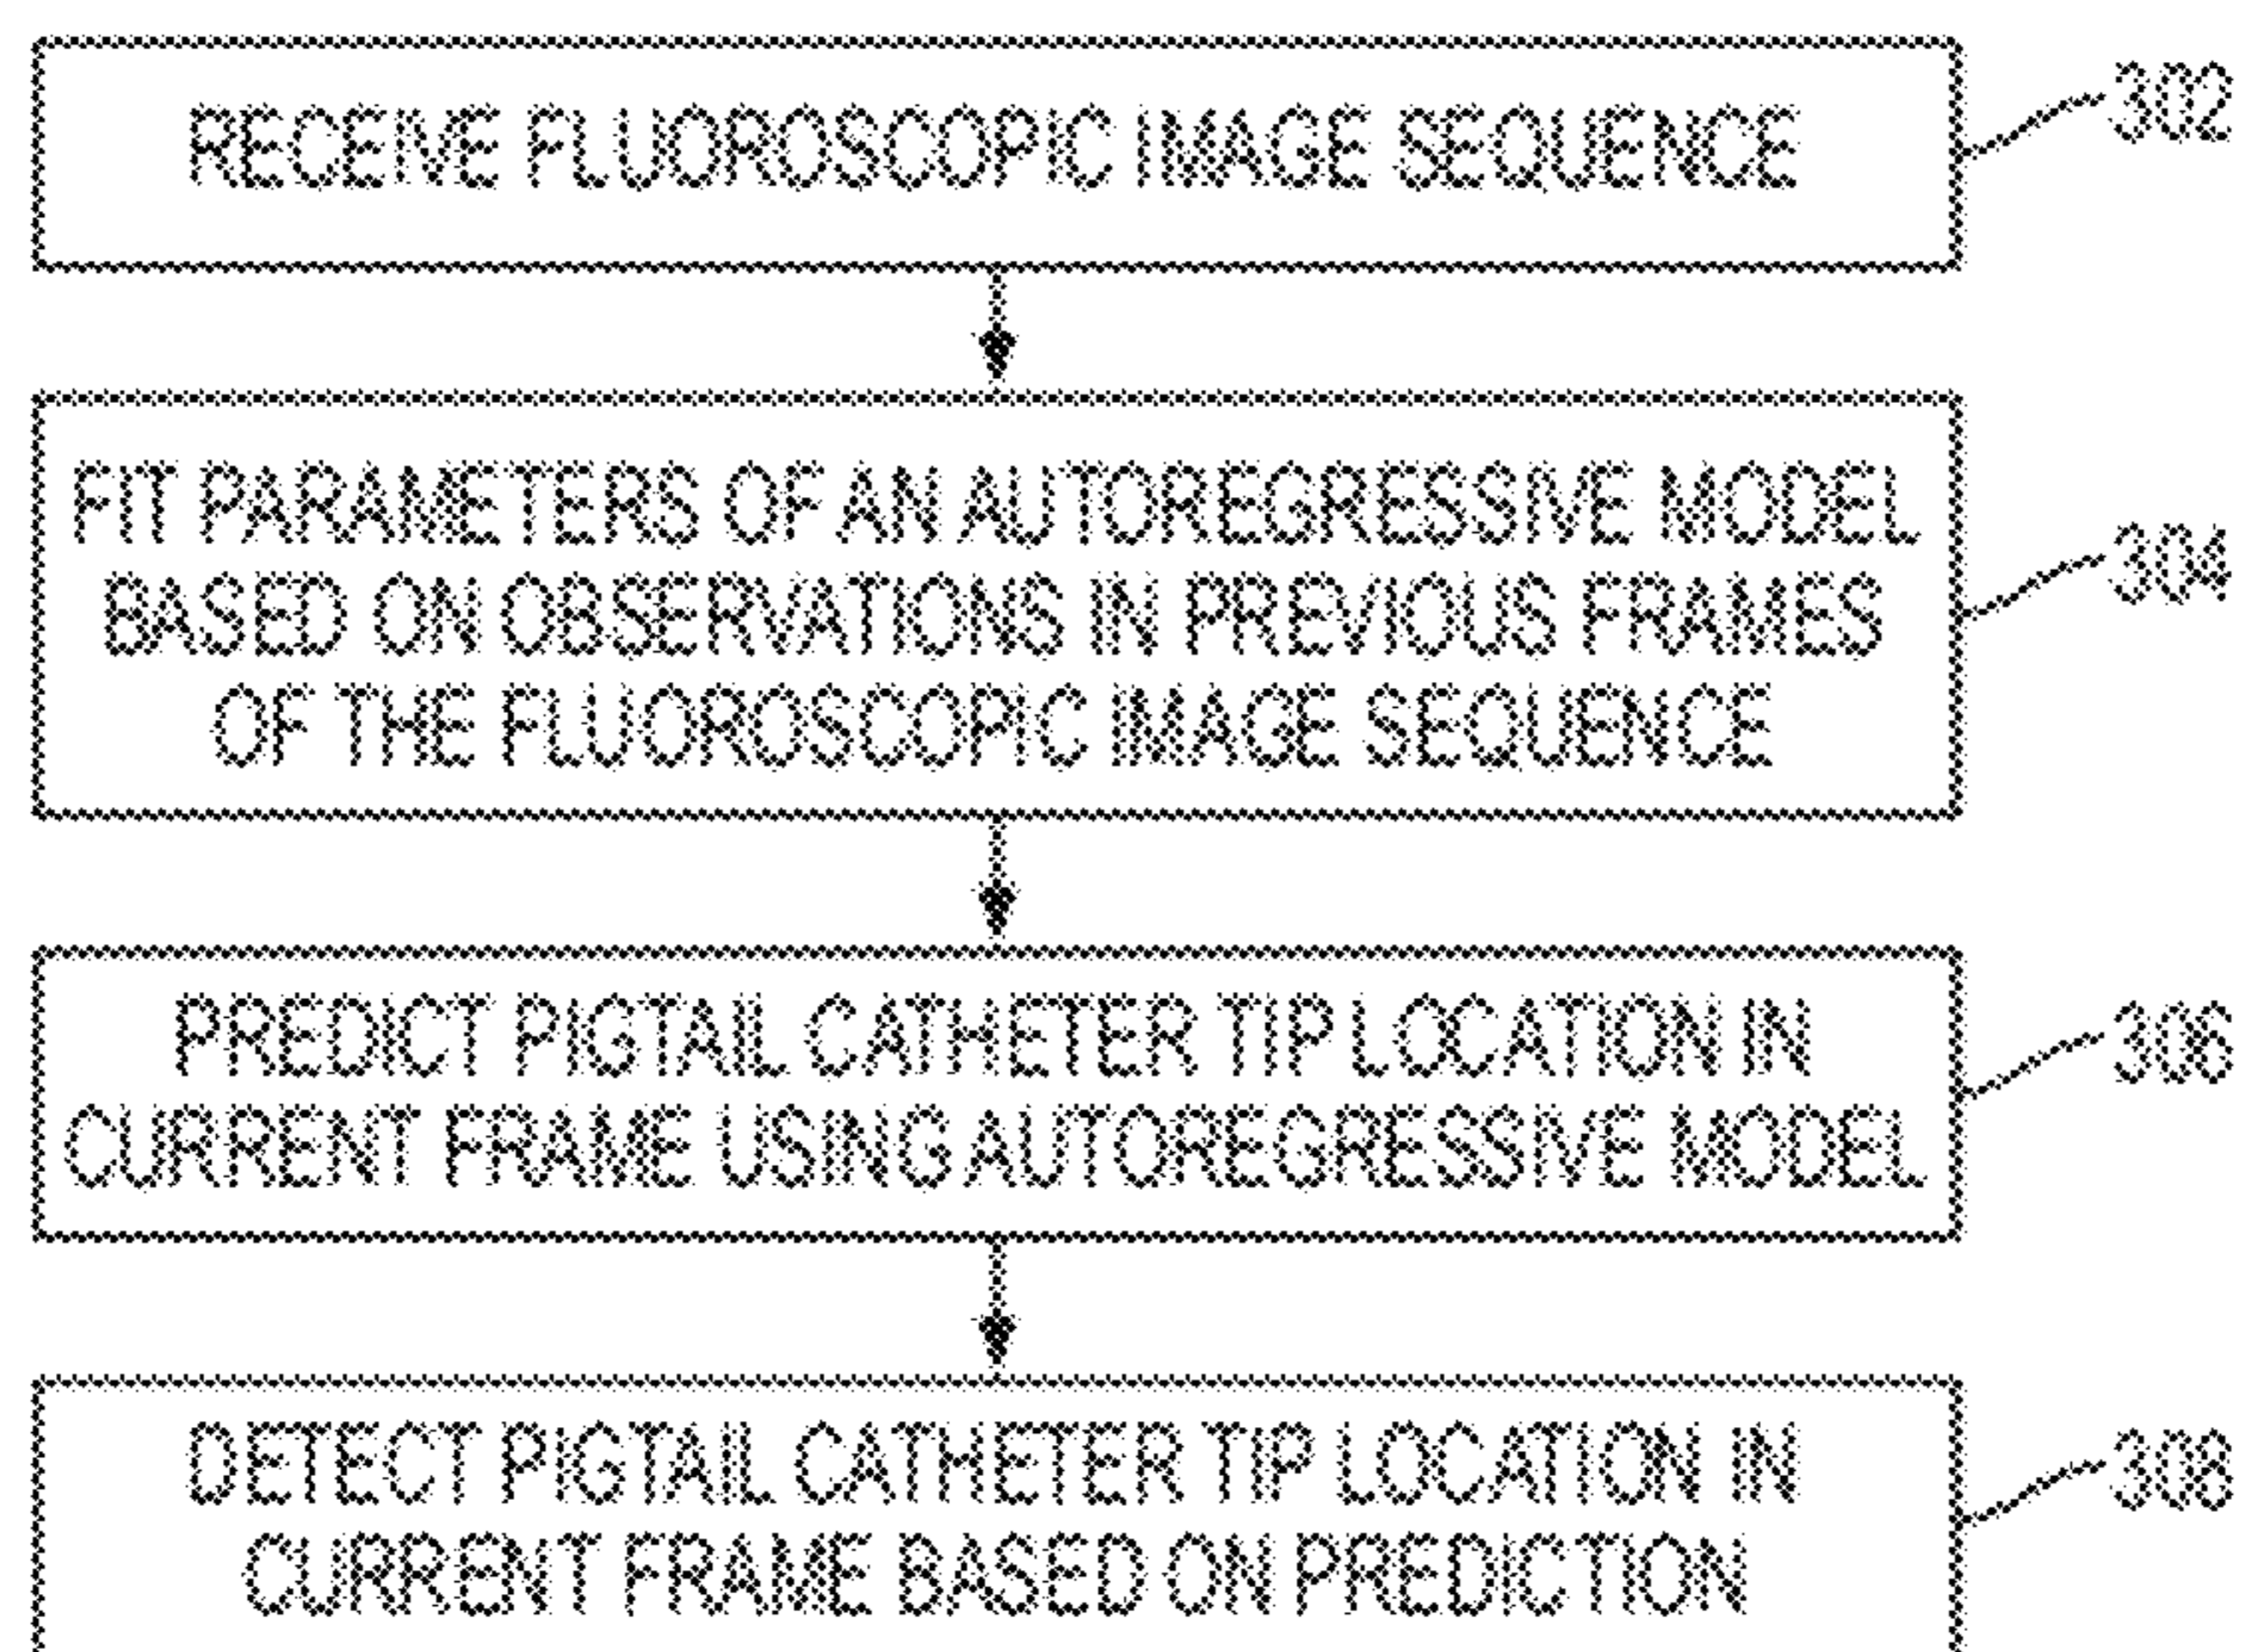 RECEIVE FLUOROSCOPIC IMAGE SEQUENCE
302
FIT PARAMETERS OF AN AUTOREGRESSIVE MODEL
BASED ON OBSERVATIONS IN PREVIOUS FRAMES
OF THE FLUOROSCOPIC IMAGE SEQUENCE
304
PREDICT PIGTAIL CATHETER TIP LOCATION IN
CURRENT FRAME USING AUTOREGRESSIVE MODEL
306
DETECT PIGTAIL CATHETER TIP LOCATION IN
CURRENT FRAME BASED ON PREDICTION
308